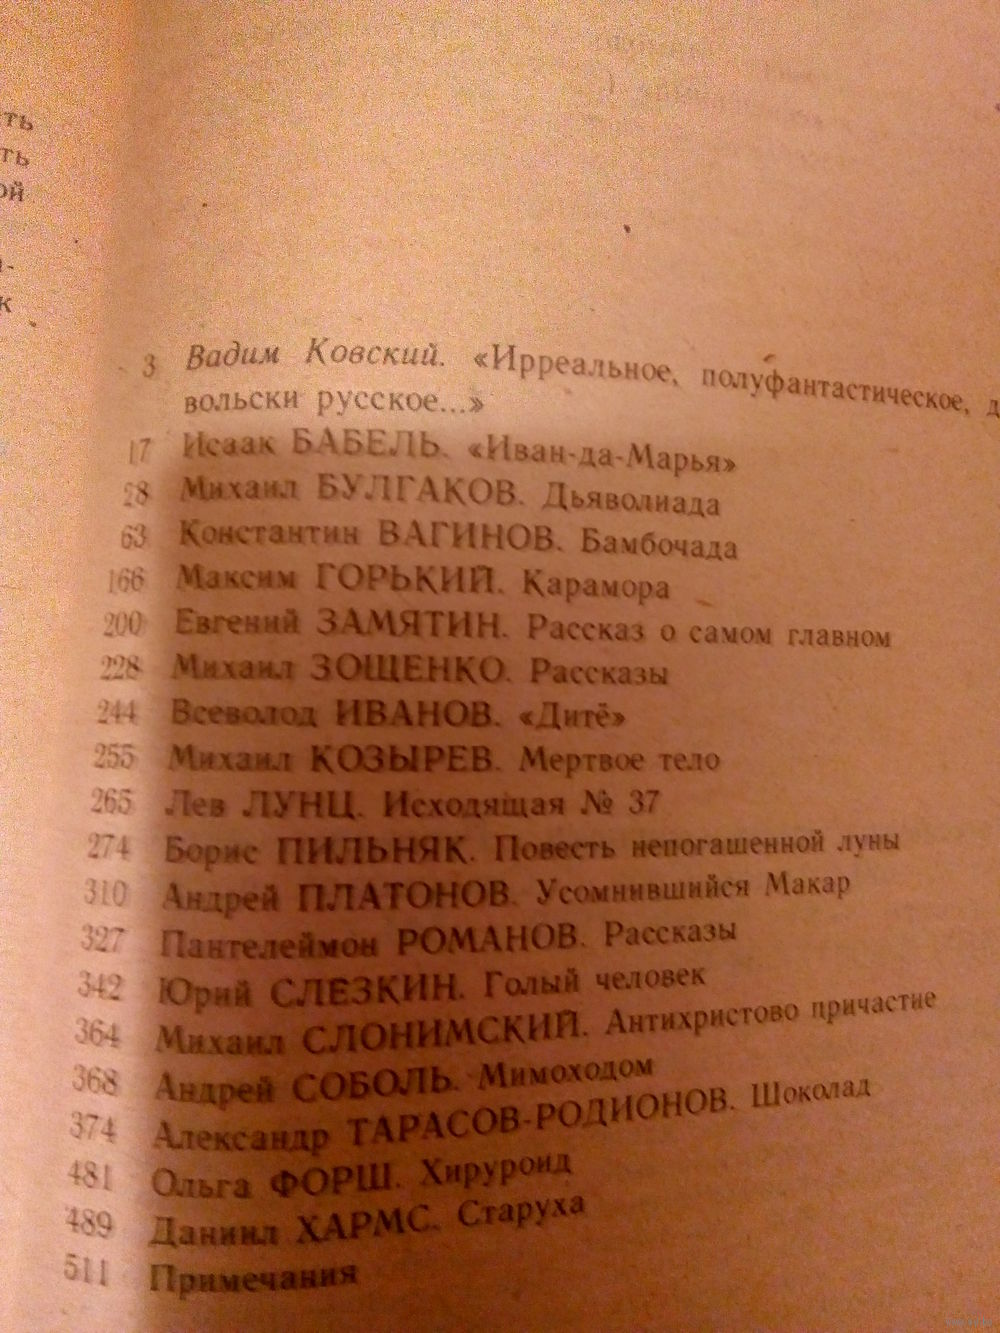 ть
ть
ой
к
3 Вадим Ковский. «Ирреальное, полуфантастическое, д
вольски русское...»
17 Исаак БАБЕЛЬ. «Иван-да-Марья»
28 Михаил БУЛГАКОВ. Дьяволиада
63 Константин ВАГИНОВ. Бамбочада
166 Максим ГОРЬКИЙ. Карамора
200 Евгений ЗАМЯТИН. Рассказ о самом главном
228 Михаил ЗОЩЕНКО. Рассказы
244 Всеволод ИВАНОВ. «Дитё»
255 Михаил КОЗЫРЕВ. Мертвое тело
265 Лев ЛУНЦ. Исходящая № 37
274 Борис ПИЛЬНЯК. Повесть непогашенной луны
310 Андрей ПЛАТОНОВ. Усомнившийся Макар
327 Пантелеймон РОМАНОВ. Рассказы
342 Юрий СЛЕЗКИН. Голый человек
364 Михаил СЛОНИМСКИЙ. Антихристово причастие
368 Андрей СОБОЛЬ. Мимоходом
374 Александр ТАРАСОВ-РОДИОНОВ. Шоколад
481 Ольга ФОРШ. Хируроид
489 Даниил ХАРМС. Старуха
511 Примечания